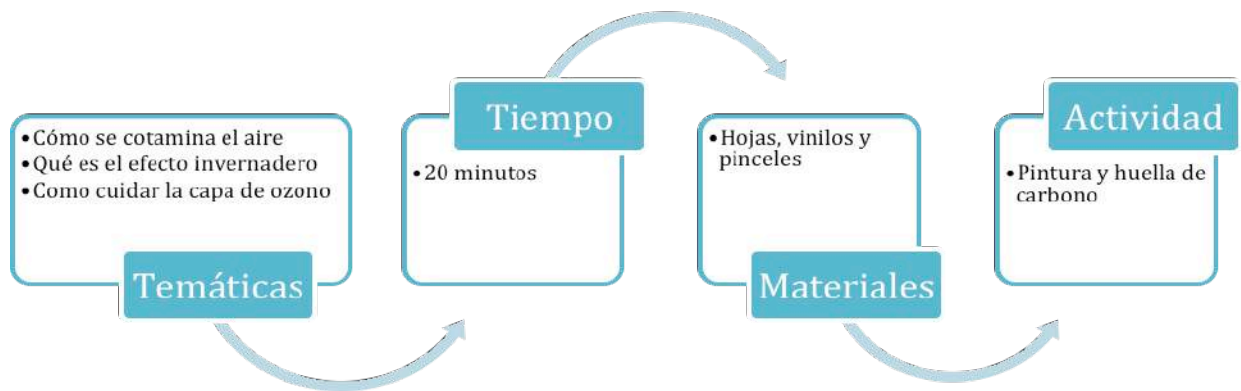 •Cómo se cotamina el aire
•Qué es el efecto invernadero
•Como cuidar la capa de ozono
Temáticas
Tiempo
•20 minutos
•Hojas, vinilos y
pinceles
Materiales
Actividad
•Pintura y huella de
carbono